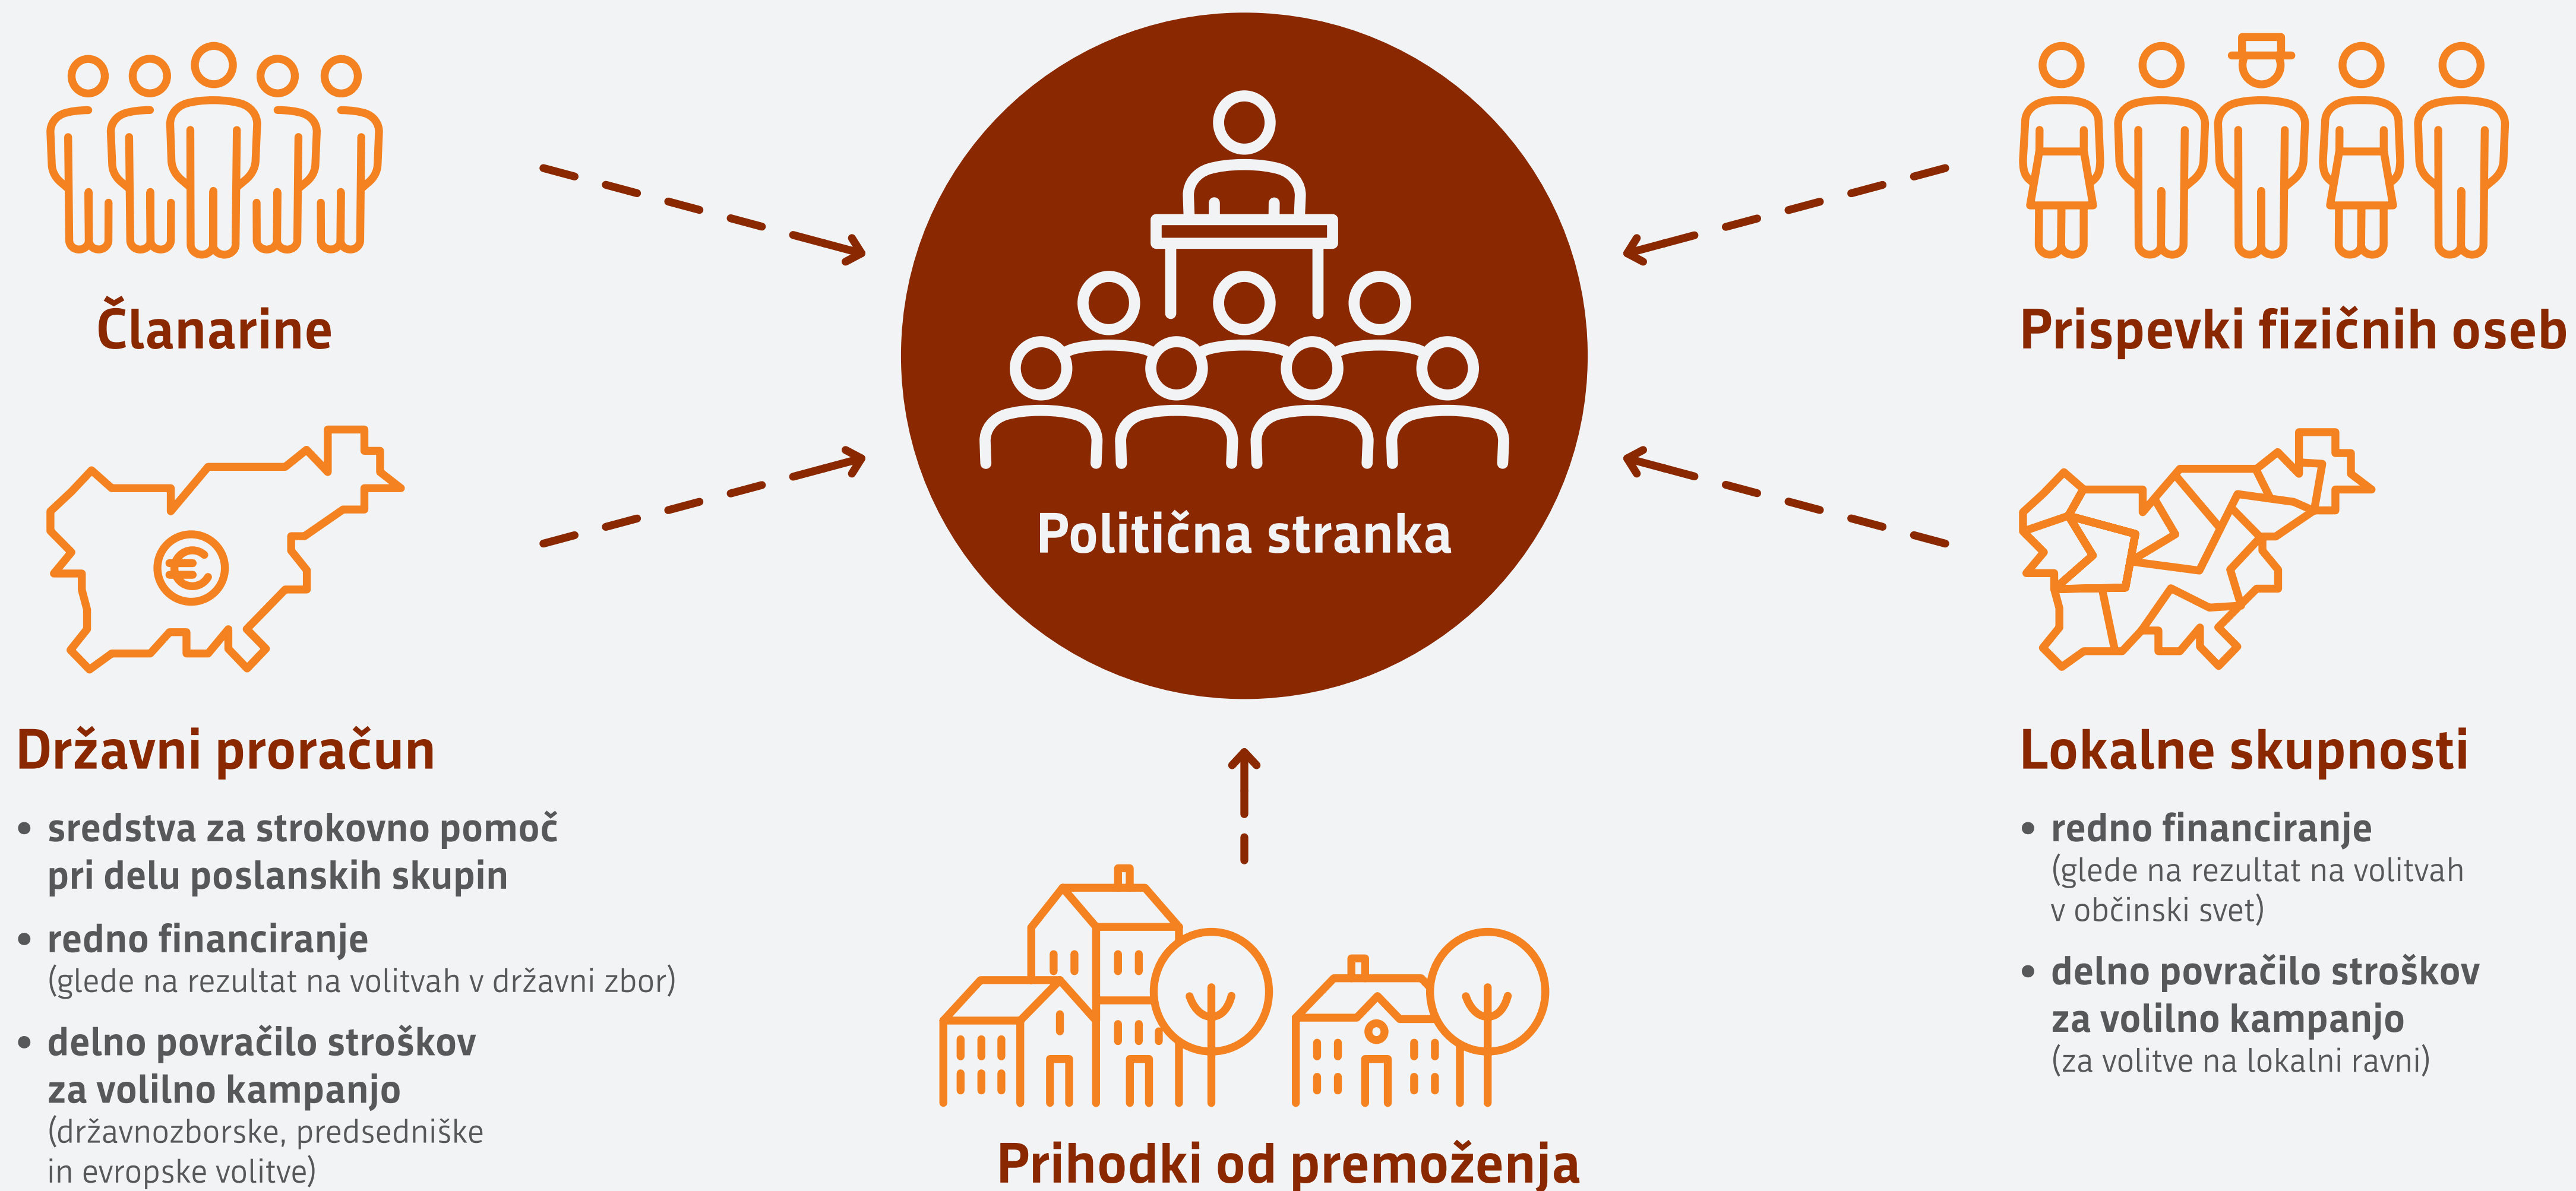 Članarine
Politična stranka
Prispevki fizičnih oseb
Državni proračun
• sredstva za strokovno pomoč
pri delu poslanskih skupin
• redno financiranje
(glede na rezultat na volitvah v državni zbor)
• delno povračilo stroškov
za volilno kampanjo
(državnozborske, predsedniške
in evropske volitve)
Prihodki od premoženja
Lokalne skupnosti
• redno financiranje
(glede na rezultat na volitvah
v občinski svet)
• delno povračilo stroškov
za volilno kampanjo
(za volitve na lokalni ravni)